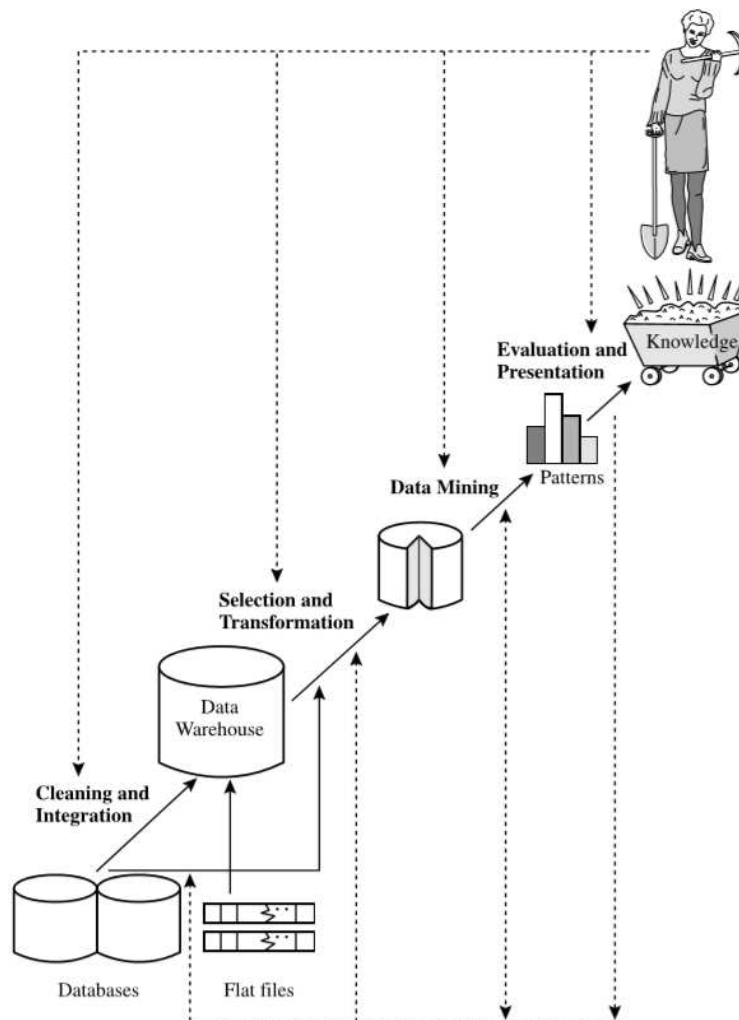 Knowledge
Evaluation and
Presentation
Patterns
Data Mining
Selection and
Transformation
Data
Warehouse
Cleaning and
Integration
Databases
Flat files